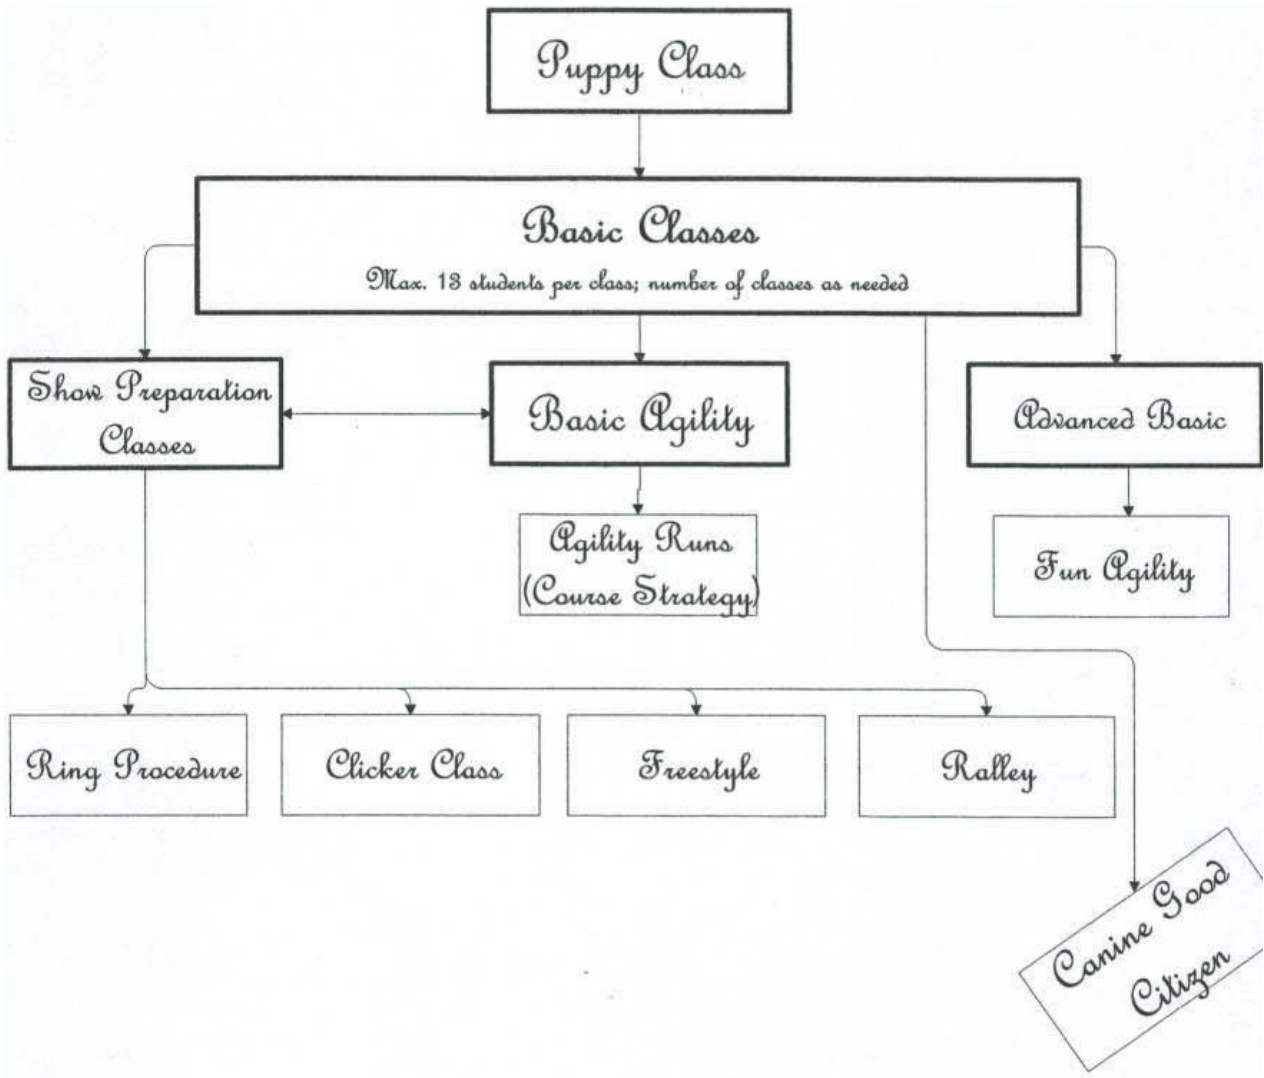 Puppy Class
Basic Classes
Max. 13 students per class; number of classes as needed
Show Preparation
Classes
Basic Agility
Advanced Basic
Agility Runs
(Course Strategy)
Fun Agility
Ring Procedure
Clicker Class
Freestyle
Ralley
Canine Good
Citizen